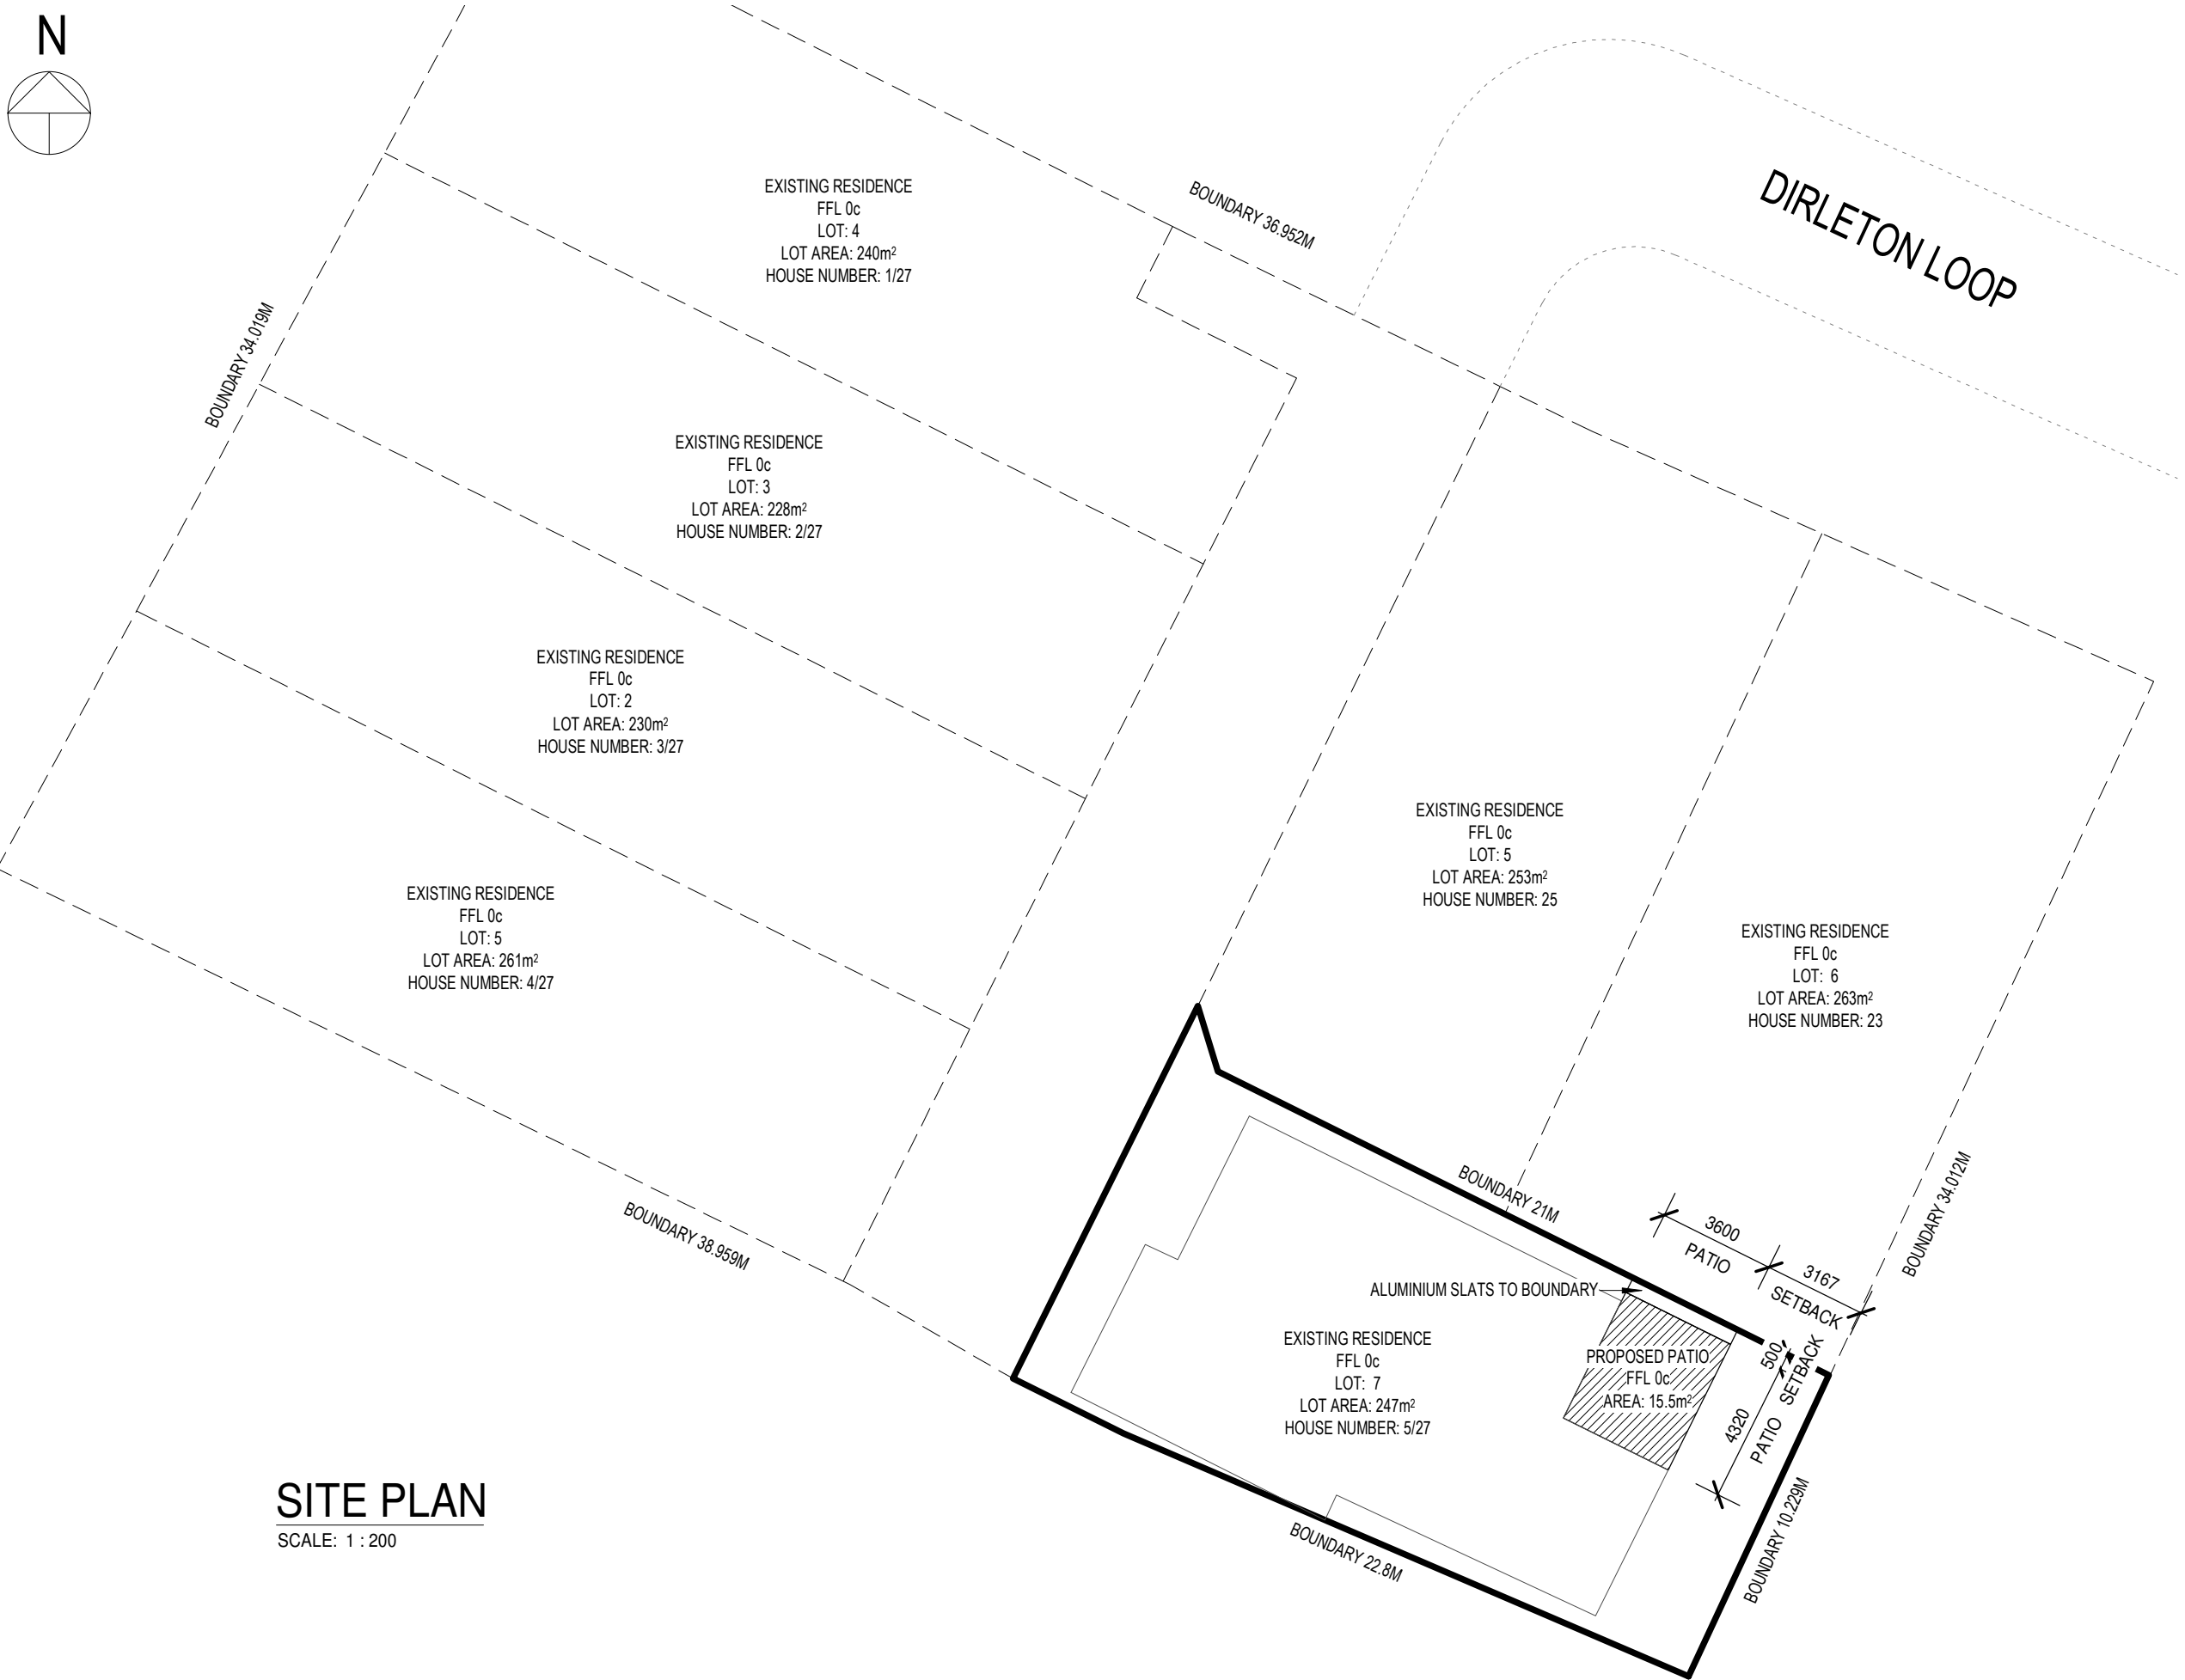 N
DIRLETON LOOP
BOUNDARY 36.952M
EXISTING RESIDENCE
FFL 0c
LOT: 4
LOT AREA: 240m²
HOUSE NUMBER: 1/27
BOUNDARY 34.019M
EXISTING RESIDENCE
FFL 0c
LOT: 3
LOT AREA: 228m²
HOUSE NUMBER: 2/27
EXISTING RESIDENCE
FFL 0c
LOT: 2
LOT AREA: 230m²
HOUSE NUMBER: 3/27
EXISTING RESIDENCE
FFL 0c
LOT: 5
LOT AREA: 261m²
HOUSE NUMBER: 4/27
EXISTING RESIDENCE
FFL 0c
LOT: 5
LOT AREA: 253m²
HOUSE NUMBER: 25
EXISTING RESIDENCE
FFL 0c
LOT: 6
LOT AREA: 263m²
HOUSE NUMBER: 23
BOUNDARY 38.959M
BOUNDARY 21M
BOUNDARY 34.012M
3600
PATIO
3167
SETBACK
ALUMINIUM SLATS TO BOUNDARY
500
SETBACK
4320
PATIO
PROPOSED PATIO
FFL 0c
AREA: 15.5m²
EXISTING RESIDENCE
FFL 0c
LOT: 7
LOT AREA: 247m²
HOUSE NUMBER: 5/27
BOUNDARY 10.229M
BOUNDARY 22.8M
SITE PLAN
SCALE: 1 : 200